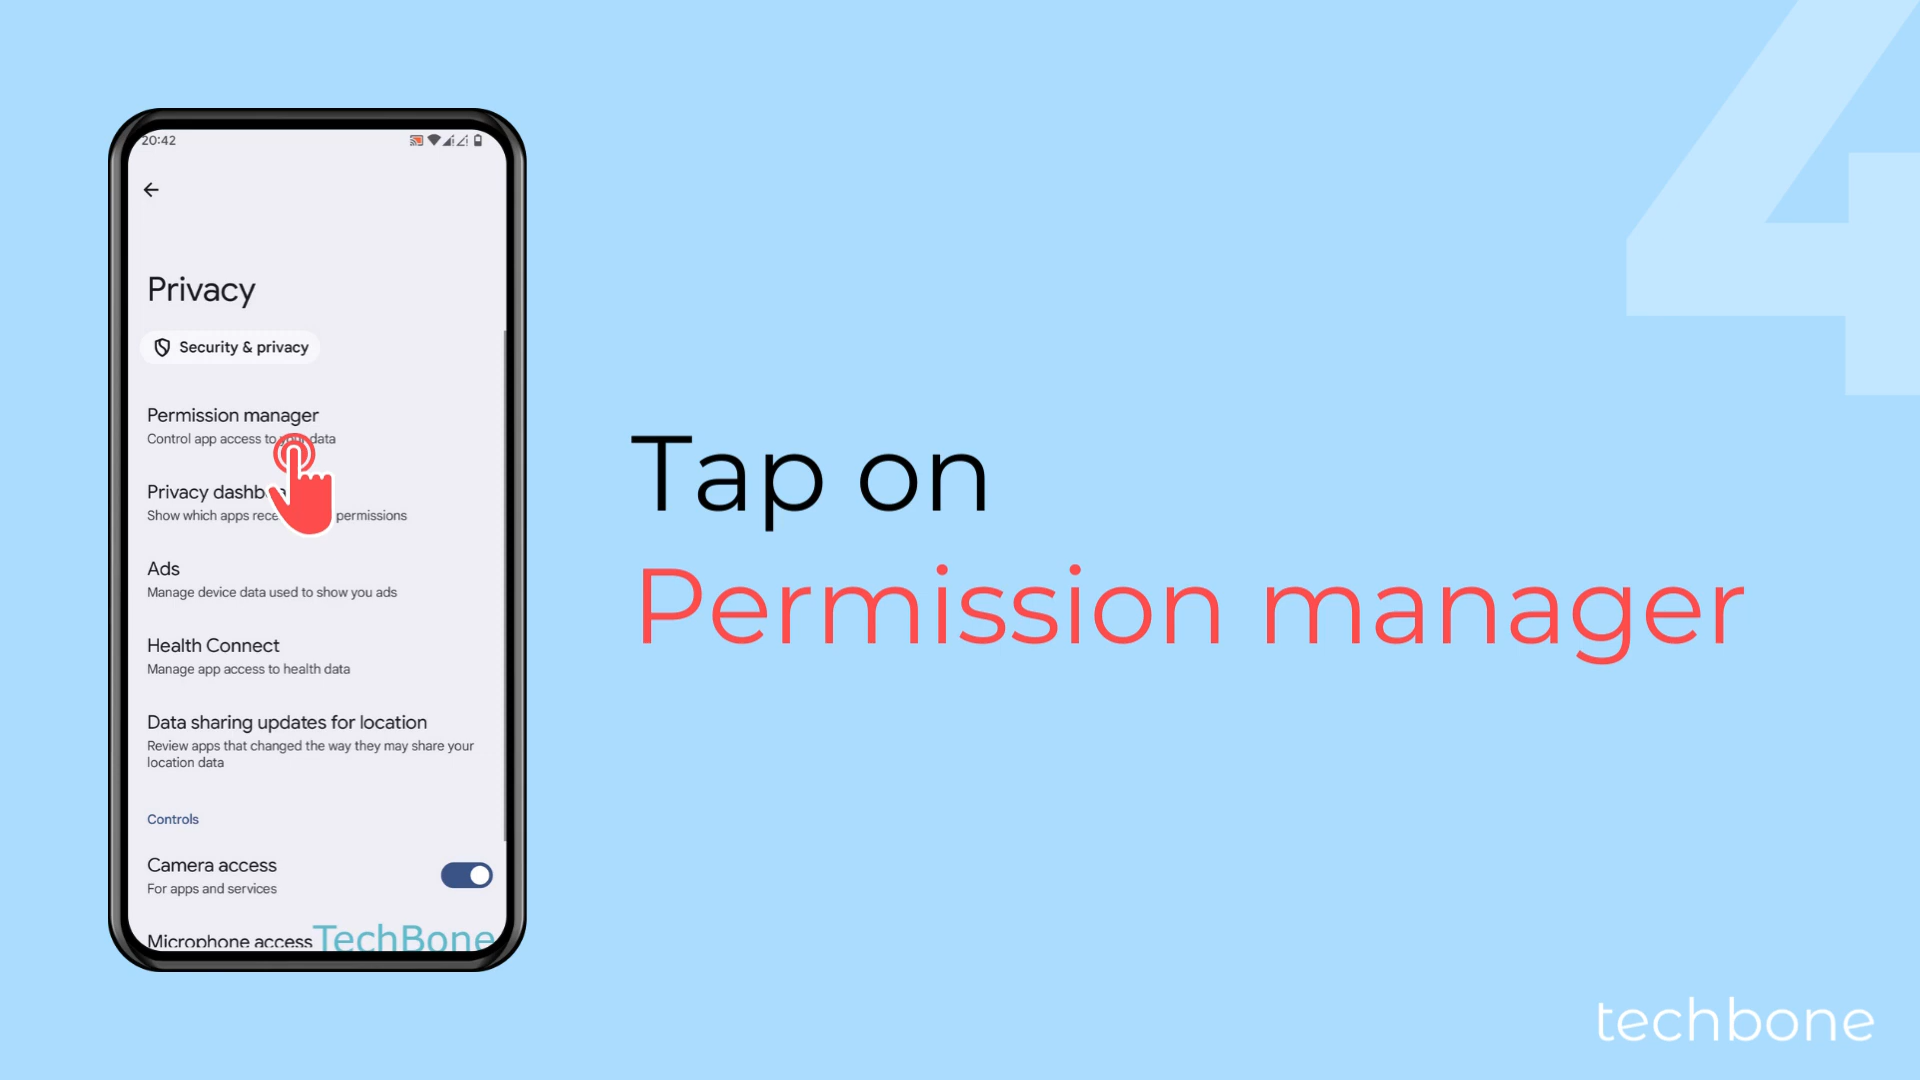 4
20:42
Privacy
Security & privacy
Permission manager
Control app access to your data
Privacy dashb
Show which apps rece permissions
Ads
Manage device data used to show you ads
Health Connect
Manage app access to health data
Data sharing updates for location
Review apps that changed the way they may share your
location data
Controls
Camera access
For apps and services
Microphone access
TechBone
Tap on
Permission manager
techbone